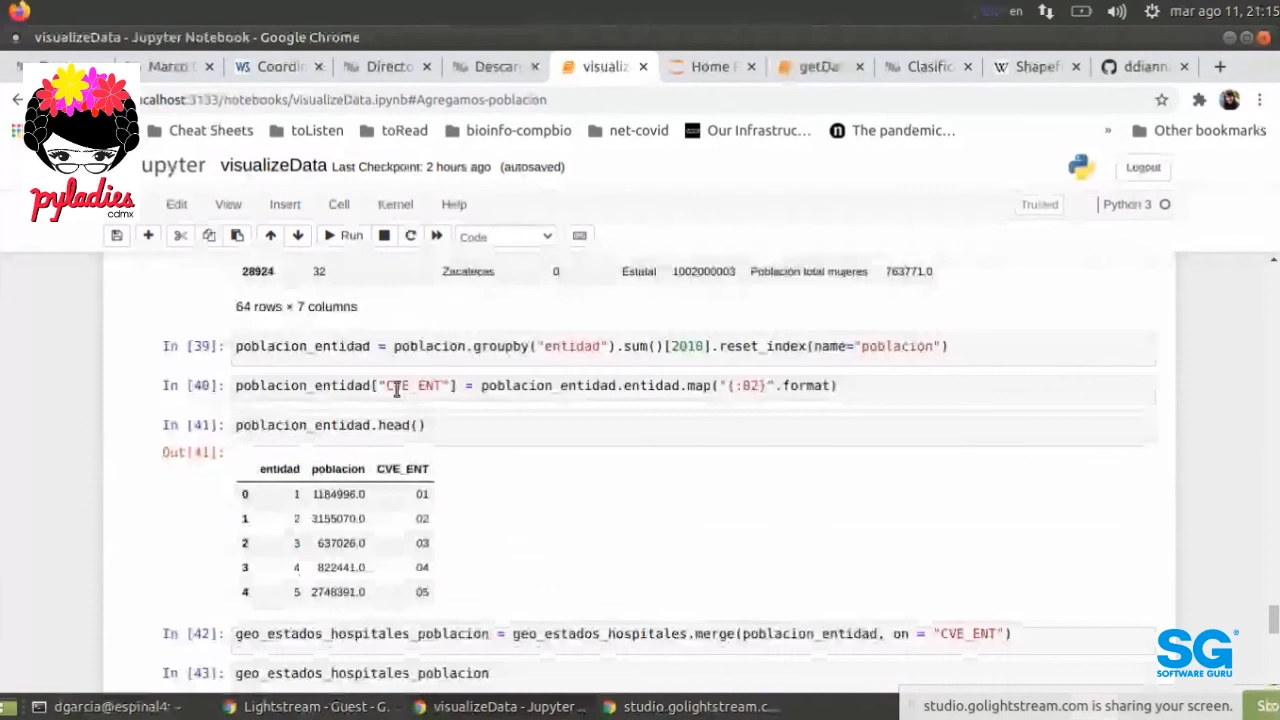 visualizeData - Jupyter Notebook - Google Chrome
en
mar ago 11, 21:15
Marco
Coordin
Directo
Descar
visualiz
Home P
getDa
Clasific
Shapef
ddiann
localhost:3133/notebooks/visualizeData.ipynb#Agregamos-poblacion
Cheat Sheets
toListen
toRead
bioinfo-compbio
net-covid
Our Infrastruc...
The pandemic...
»
Other bookmarks
pyladies
cdmx
jupyter
visualizeData
Last Checkpoint: 2 hours ago (autosaved)
Logout
Edit
View
Insert
Cell
Kernel
Help
Trusted
Python 3
Run
Code
28924 32 Zacatecas 0 Estatal 1002000003 Población total mujeres 763771.0
64 rows × 7 columns
In [39]: poblacion_entidad = poblacion.groupby("entidad").sum()[2010].reset_index(name="poblacion")
In [40]: poblacion_entidad["CVE_ENT"] = poblacion_entidad.entidad.map("{:02}".format)
In [41]: poblacion_entidad.head()
Out[41]:
entidad poblacion CVE_ENT
0 1 1184996.0 01
1 2 3155070.0 02
2 3 637026.0 03
3 4 822441.0 04
4 5 2748391.0 05
In [42]: geo_estados_hospitales_poblacion = geo_estados_hospitales.merge(poblacion_entidad, on = "CVE_ENT")
In [43]: geo_estados_hospitales_poblacion
SG
SOFTWARE GURU
dgarcia@espinal4: ~
Lightstream - Guest - G...
visualizeData - Jupyter...
studio.golightstream.c...
studio.golightstream.com is sharing your screen.
Sto